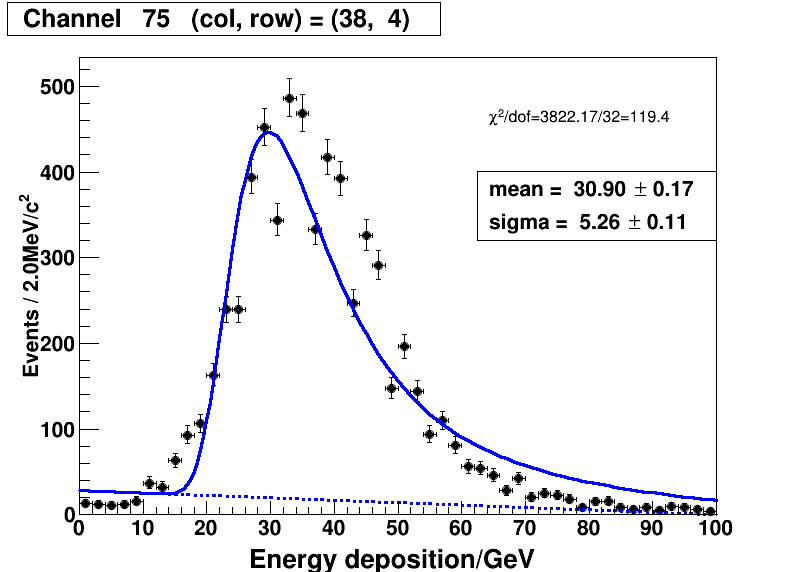 Channel 75 (col, row) = (38, 4)
χ²/dof=3822.17/32=119.4
mean = 30.90 ± 0.17
sigma = 5.26 ± 0.11
Events / 2.0MeV/c²
500
400
300
200
100
0
0 10 20 30 40 50 60 70 80 90 100
Energy deposition/GeV